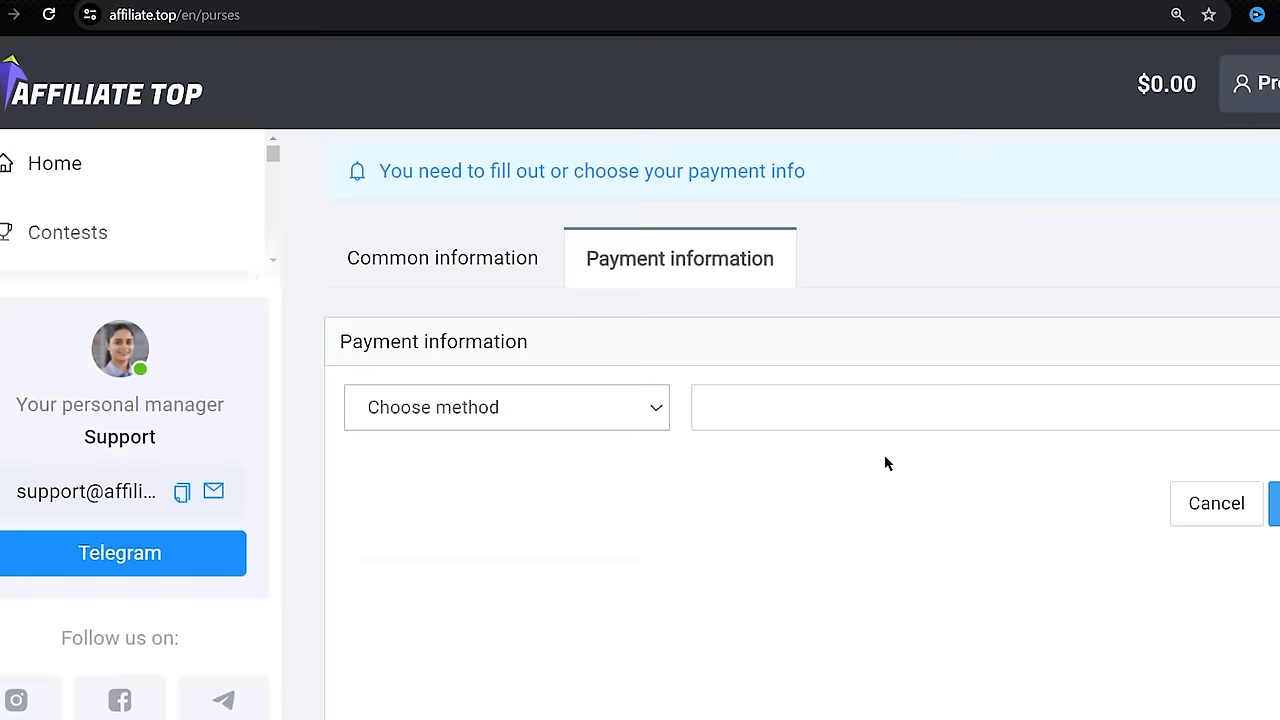 affiliate.top/en/purses
AFFILIATE TOP
$0.00
Home
Contests
Your personal manager
Support
support@affili...
Telegram
Follow us on:
You need to fill out or choose your payment info
Common information
Payment information
Payment information
Choose method
Cancel